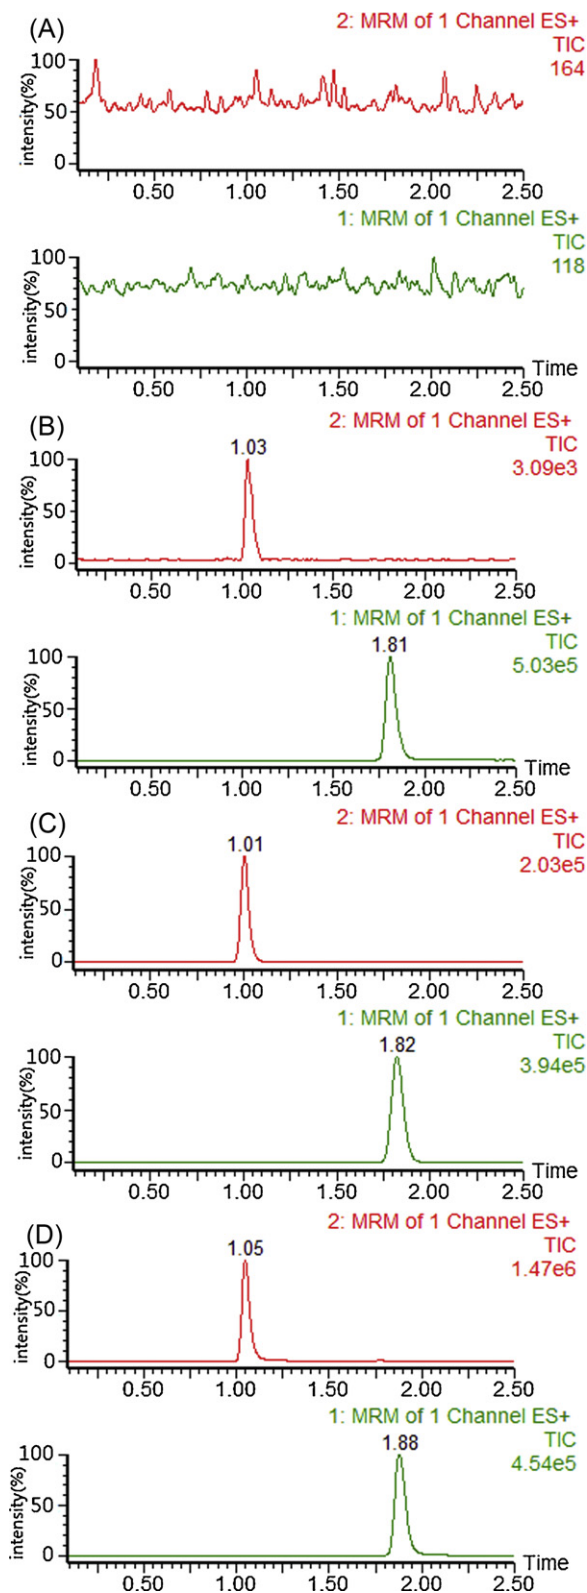 (A)
2: MRM of 1 Channel ES+
TIC
164
100
50
0
intensity(%)
0.50 1.00 1.50 2.00 2.50
1: MRM of 1 Channel ES+
TIC
118
100
50
0
intensity(%)
Time
0.50 1.00 1.50 2.00 2.50
(B)
2: MRM of 1 Channel ES+
TIC
3.09e3
1.03
100
50
0
intensity(%)
0.50 1.00 1.50 2.00 2.50
1: MRM of 1 Channel ES+
TIC
5.03e5
1.81
100
50
0
intensity(%)
Time
0.50 1.00 1.50 2.00 2.50
(C)
2: MRM of 1 Channel ES+
TIC
2.03e5
1.01
100
50
0
intensity(%)
0.50 1.00 1.50 2.00 2.50
1: MRM of 1 Channel ES+
TIC
3.94e5
1.82
100
50
0
intensity(%)
Time
0.50 1.00 1.50 2.00 2.50
(D)
2: MRM of 1 Channel ES+
TIC
1.47e6
1.05
100
50
0
intensity(%)
0.50 1.00 1.50 2.00 2.50
1: MRM of 1 Channel ES+
TIC
4.54e5
1.88
100
50
0
intensity(%)
Time
0.50 1.00 1.50 2.00 2.50